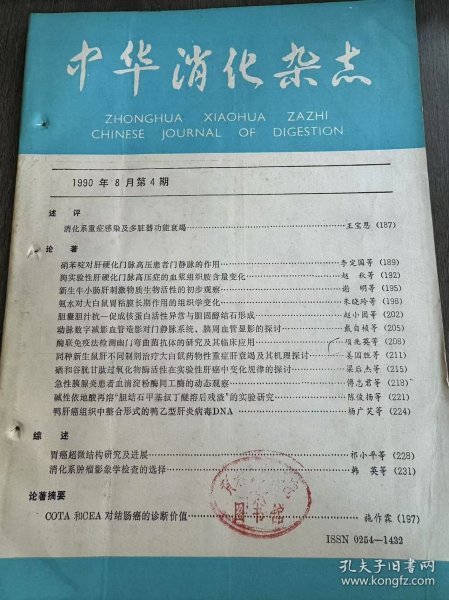 中华消化杂志
ZHONGHUA XIAOHUA ZAZHI
CHINESE JOURNAL OF DIGESTION
1990 年 8 月第 4 期
述 评
消化系重症感染及多脏器功能衰竭 王宝恩 (187)
论 著
硝苯啶对肝硬化门脉高压患者门静脉的作用 李定国等 (189)
狗实验性肝硬化门脉高压症的血浆组织胺含量变化 赵 秋等 (192)
新生牛小肠肝刺激物质生物活性的初步观察 谢 明等 (195)
氨水对大白鼠胃粘膜长期作用的组织学变化 朱晓玲等 (198)
胆囊胆汁抗—促成核蛋白活性异常与胆固醇结石形成 赵小团等 (202)
动脉数字减影血管造影对门静脉系统、胰周血管显影的探讨 戴自桢等 (205)
酶联免疫法检测幽门弯曲菌抗体的研究及其临床应用 项兆英等 (208)
同种新生鼠肝不同制剂治疗大白鼠药物性重症肝衰竭及其机理探讨 姜国胜等 (211)
硒和谷胱甘肽过氧化物酶活性在实验性肝癌中变化规律的探讨 梁后杰等 (215)
急性胰腺炎患者血清淀粉酶同工酶的动态观察 傅志君等 (218)
碱性依地酸再溶“胆结石甲基叔丁醚溶后残渣”的实验研究 陈俊扬等 (221)
鸭肝癌组织中整合形式的鸭乙型肝炎病毒DNA 杨广笑等 (224)
综 述
胃癌超微结构研究及进展 祁小平等 (228)
消化系肿瘤影象学检查的选择 韩 英等 (231)
论著摘要
COTA 和CEA 对结肠癌的诊断价值 施作霖 (197)
图书馆
ISSN 0254—1432
孔夫子旧书网